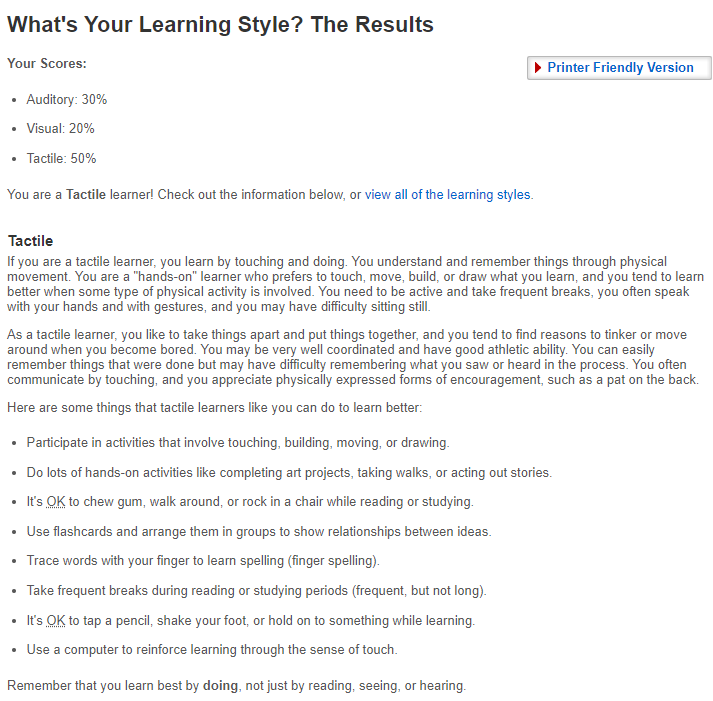 What's Your Learning Style? The Results
Your Scores:
Printer Friendly Version
Auditory: 30%
Visual: 20%
Tactile: 50%
You are a Tactile learner! Check out the information below, or view all of the learning styles.
Tactile
If you are a tactile learner, you learn by touching and doing. You understand and remember things through physical
movement. You are a "hands-on" learner who prefers to touch, move, build, or draw what you learn, and you tend to learn
better when some type of physical activity is involved. You need to be active and take frequent breaks, you often speak
with your hands and with gestures, and you may have difficulty sitting still.
As a tactile learner, you like to take things apart and put things together, and you tend to find reasons to tinker or move
around when you become bored. You may be very well coordinated and have good athletic ability. You can easily
remember things that were done but may have difficulty remembering what you saw or heard in the process. You often
communicate by touching, and you appreciate physically expressed forms of encouragement, such as a pat on the back.
Here are some things that tactile learners like you can do to learn better:
Participate in activities that involve touching, building, moving, or drawing.
Do lots of hands-on activities like completing art projects, taking walks, or acting out stories.
It's OK to chew gum, walk around, or rock in a chair while reading or studying.
Use flashcards and arrange them in groups to show relationships between ideas.
Trace words with your finger to learn spelling (finger spelling).
Take frequent breaks during reading or studying periods (frequent, but not long).
It's OK to tap a pencil, shake your foot, or hold on to something while learning.
Use a computer to reinforce learning through the sense of touch.
Remember that you learn best by doing, not just by reading, seeing, or hearing.